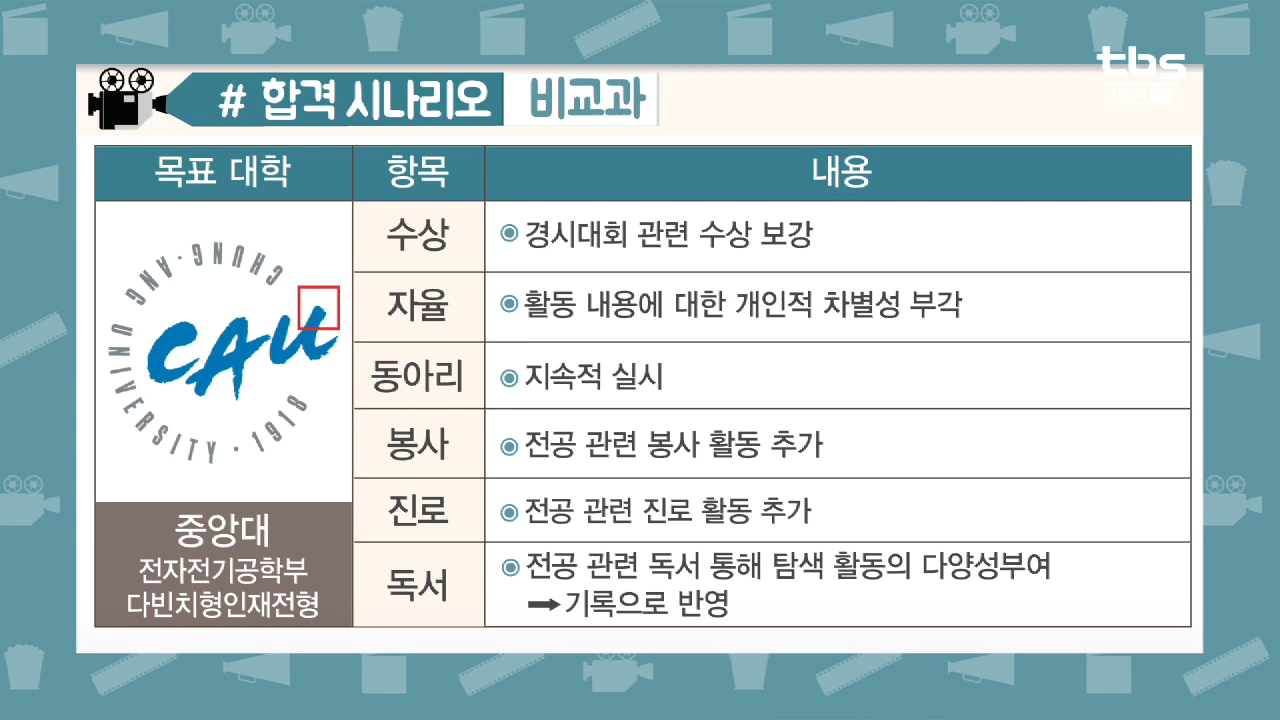 tbs
# 합격 시나리오 비교과
목표 대학 항목 내용
CHUNG·ANG UNIVERSITY · 1918
CAU
중앙대
전자전기공학부
다빈치형인재전형
수상 경시대회 관련 수상 보강
자율 활동 내용에 대한 개인적 차별성 부각
동아리 지속적 실시
봉사 전공 관련 봉사 활동 추가
진로 전공 관련 진로 활동 추가
독서 전공 관련 독서 통해 탐색 활동의 다양성부여
➡기록으로 반영